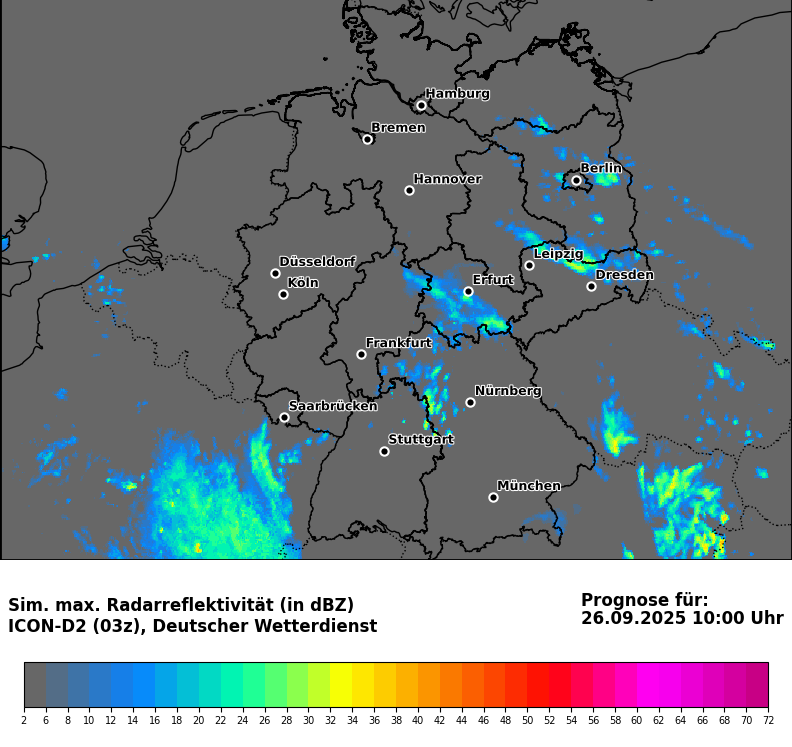 Hamburg
Bremen
Berlin
Hannover
Leipzig
Düsseldorf
Dresden
Köln
Erfurt
Frankfurt
Nürnberg
Saarbrücken
Stuttgart
München
Sim. max. Radarreflektivität (in dBZ)
ICON-D2 (03z), Deutscher Wetterdienst
Prognose für:
26.09.2025 10:00 Uhr
2 6 8 10 12 14 16 18 20 22 24 26 28 30 32 34 36 38 40 42 44 46 48 50 52 54 56 58 60 62 64 66 68 70 72